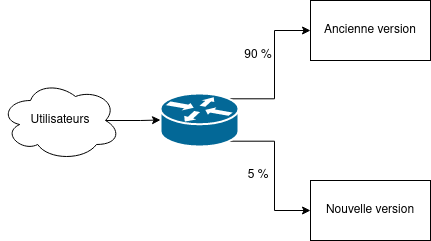 Ancienne version
90 %
Utilisateurs
5 %
Nouvelle version